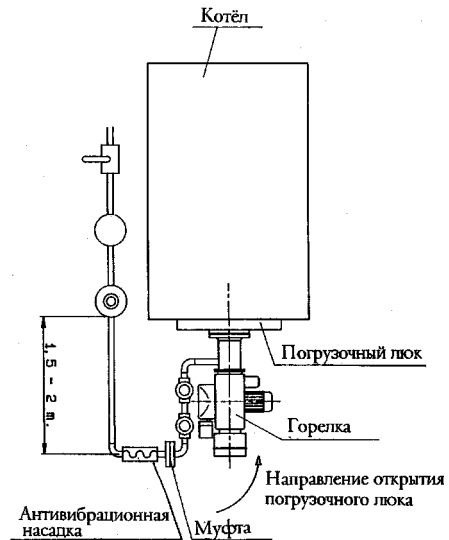 Котёл
Погрузочный люк
1,5 - 2 m.
Горелка
Направление открытия
погрузочного люка
Антивибрационная
насадка
Муфта